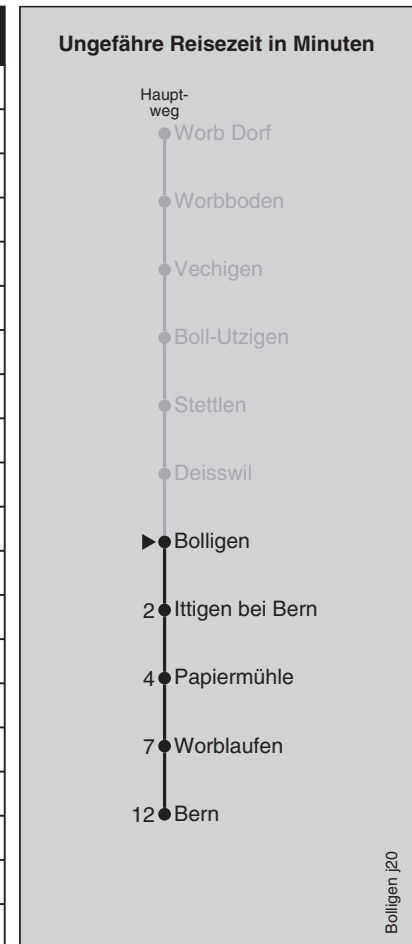 Ungefähre Reisezeit in Minuten
Haupt-
weg
Worb Dorf
Worbboden
Vechigen
Boll-Utzigen
Stettlen
Deisswil
Bolligen
2 Ittigen bei Bern
4 Papiermühle
7 Worblaufen
12 Bern
Bolligen j20